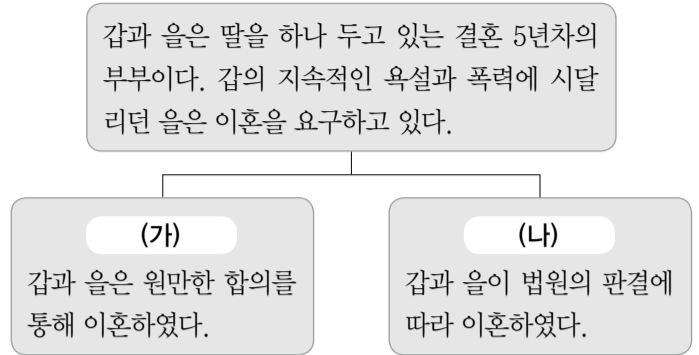 갑과 을은 딸을 하나 두고 있는 결혼 5년차의
부부이다. 갑의 지속적인 욕설과 폭력에 시달
리던 을은 이혼을 요구하고 있다.
(가)
갑과 을은 원만한 합의를
통해 이혼하였다.
(나)
갑과 을이 법원의 판결에
따라 이혼하였다.